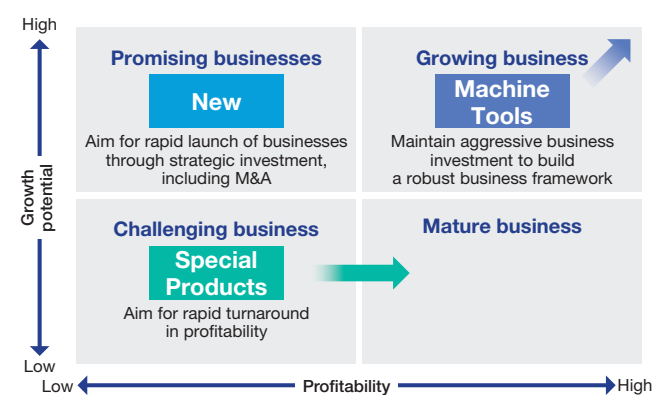 High
Promising businesses
New
Aim for rapid launch of businesses
through strategic investment,
including M&A
Growing business
Machine
Tools
Maintain aggressive business
investment to build
a robust business framework
Growth
potential
Challenging business
Special
Products
Aim for rapid turnaround
in profitability
Mature business
Low
Low
Profitability
High